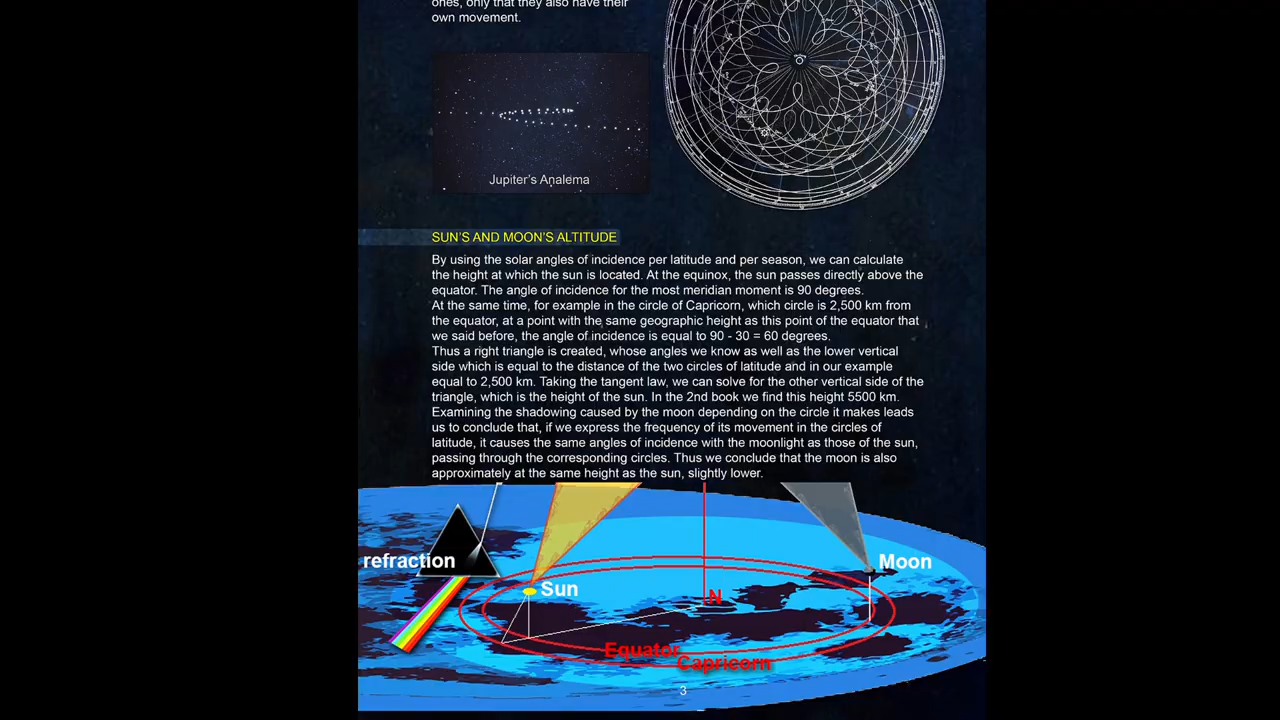 ones, only that they also have their
own movement.
Jupiter's Analema
SUN'S AND MOON'S ALTITUDE
By using the solar angles of incidence per latitude and per season, we can calculate
the height at which the sun is located. At the equinox, the sun passes directly above the
equator. The angle of incidence for the most meridian moment is 90 degrees.
At the same time, for example in the circle of Capricorn, which circle is 2,500 km from
the equator, at a point with the same geographic height as this point of the equator that
we said before, the angle of incidence is equal to 90 - 30 = 60 degrees.
Thus a right triangle is created, whose angles we know as well as the lower vertical
side which is equal to the distance of the two circles of latitude and in our example
equal to 2,500 km. Taking the tangent law, we can solve for the other vertical side of the
triangle, which is the height of the sun. In the 2nd book we find this height 5500 km.
Examining the shadowing caused by the moon depending on the circle it makes leads
us to conclude that, if we express the frequency of its movement in the circles of
latitude, it causes the same angles of incidence with the moonlight as those of the sun,
passing through the corresponding circles. Thus we conclude that the moon is also
approximately at the same height as the sun, slightly lower.
refraction
Moon
Sun
N
Equator
Capricorn
3